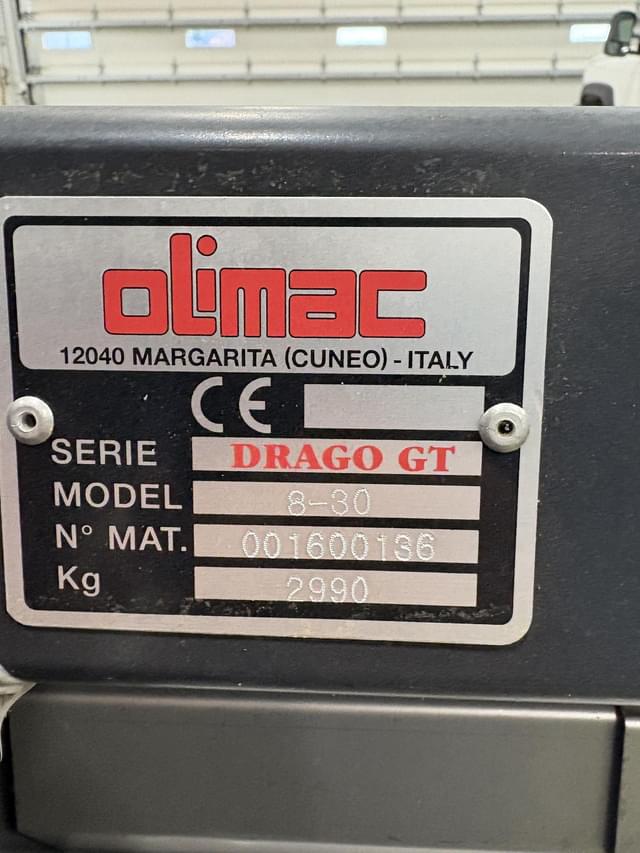 olimac
12040 MARGARITA (CUNEO) - ITALY
CE
SERIE DRAGO GT
MODEL 8-30
N° MAT. 001600136
Kg 2990